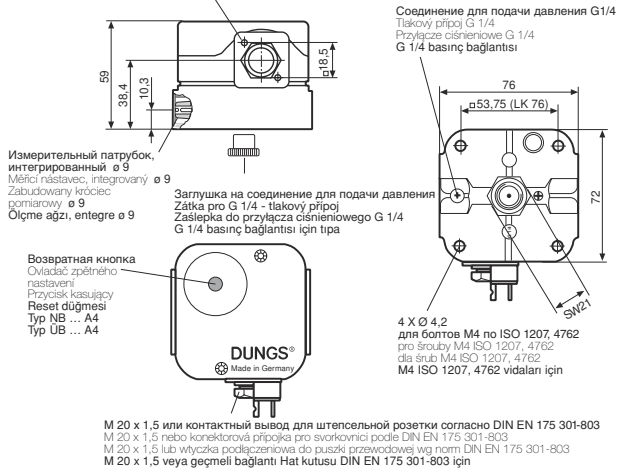 Соединение для подачи давления G1/4
Tlakový přípoj G 1/4
Przyłącze ciśnieniowe G 1/4
G 1/4 basınç bağlantısı
59
38,4
10,3
□18,5
76
□53,75 (LK 76)
72
SW21
Измерительный патрубок,
интегрированный ø 9
Měřicí nástavec, integrovaný ø 9
Zabudowany króciec
pomiarowy ø 9
Ölçme ağzı, entegre ø 9
Заглушка на соединение для подачи давления
Zátka pro G 1/4 - tlakový přípoj
Zaślepka do przyłącza ciśnieniowego G 1/4
G 1/4 basınç bağlantısı için tıpa
Возвратная кнопка
Ovladač zpětného
nastavení
Przycisk kasujący
Reset düğmesi
Typ NB … A4
Typ ÜB … A4
DUNGS®
Made in Germany
4 X Ø 4,2
для болтов M4 по ISO 1207, 4762
pro šrouby M4 ISO 1207, 4762
dla śrub M4 ISO 1207, 4762
M4 ISO 1207, 4762 vidaları için
M 20 x 1,5 или контактный вывод для штепсельной розетки согласно DIN EN 175 301-803
M 20 x 1,5 nebo konektorová přípojka pro svorkovnici podle DIN EN 175 301-803
M 20 x 1,5 lub wtyczka podłączeniowa do puszki przewodowej wg norm DIN EN 175 301-803
M 20 x 1,5 veya geçmeli bağlantı Hat kutusu DIN EN 175 301-803 için